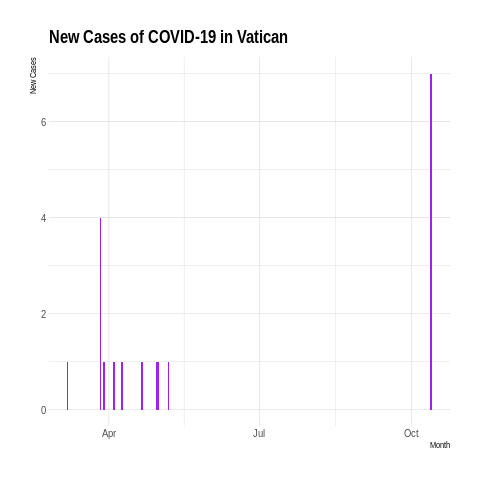 New Cases of COVID-19 in Vatican
New Cases
6
4
2
0
Apr Jul Oct
Month